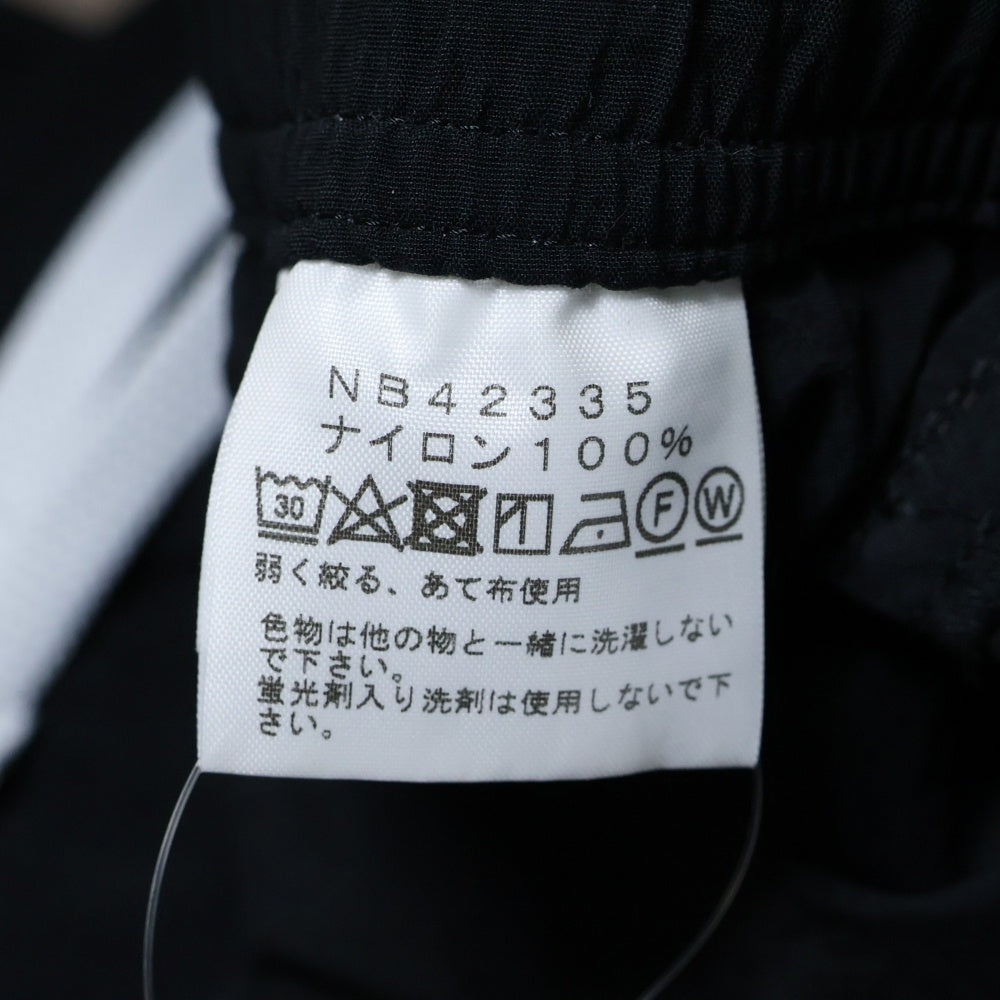 NB42335
ナイロン100%
30 F W
弱く絞る、あて布使用
色物は他の物と一緒に洗濯しない
で下さい。
蛍光剤入り洗剤は使用しないで下
さい。